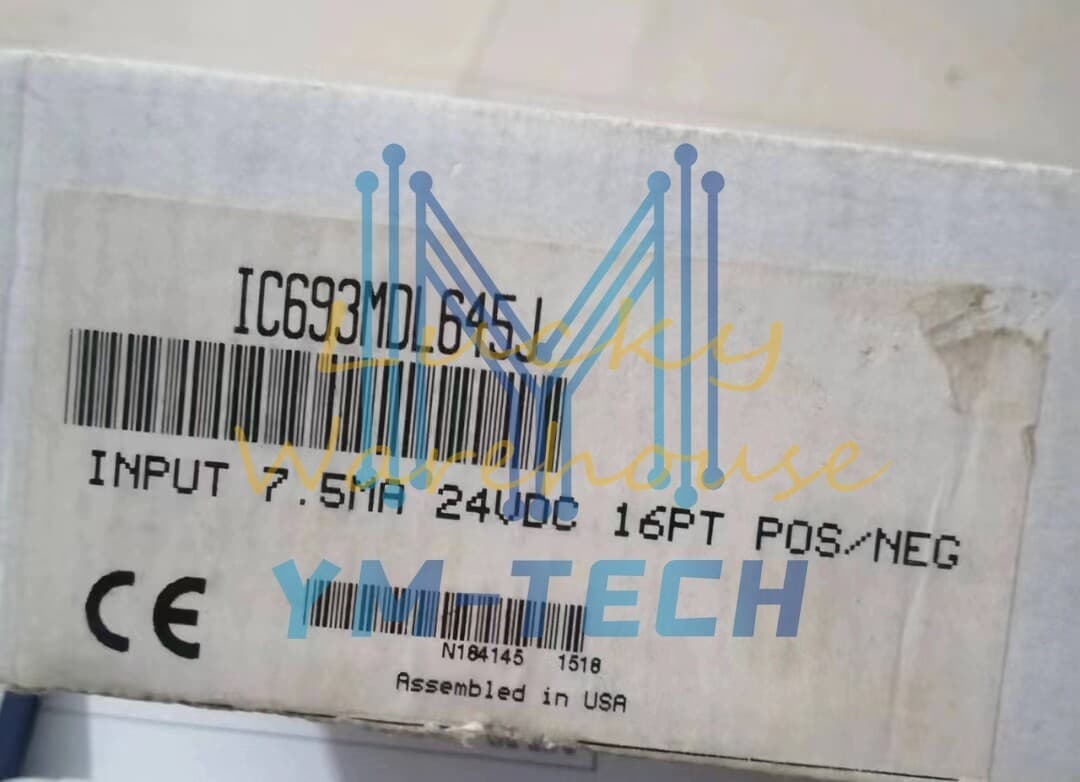 IC693MDL645J
Lucky
Warehouse
INPUT 7.5MA 24VDC 16PT POS/NEG
CE
YM-TECH
N184145 1518
Assembled in USA